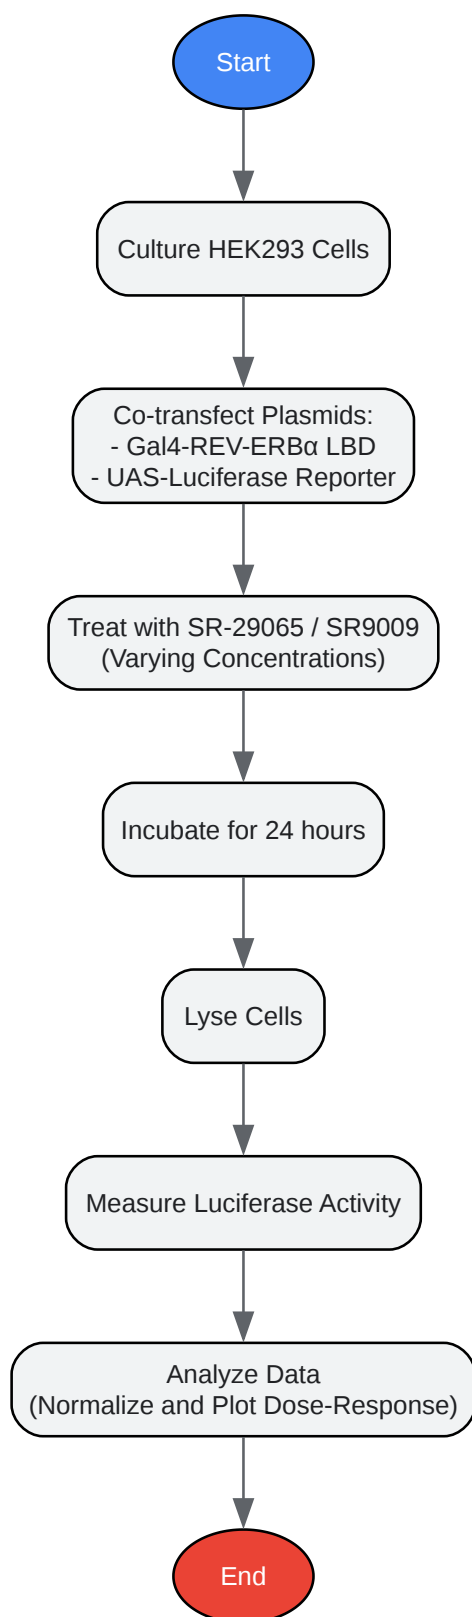 Start
Culture HEK293 Cells
Co-transfect Plasmids:
- Gal4-REV-ERBα LBD
- UAS-Luciferase Reporter
Treat with SR-29065 / SR9009
(Varying Concentrations)
Incubate for 24 hours
Lyse Cells
Measure Luciferase Activity
Analyze Data
(Normalize and Plot Dose-Response)
End